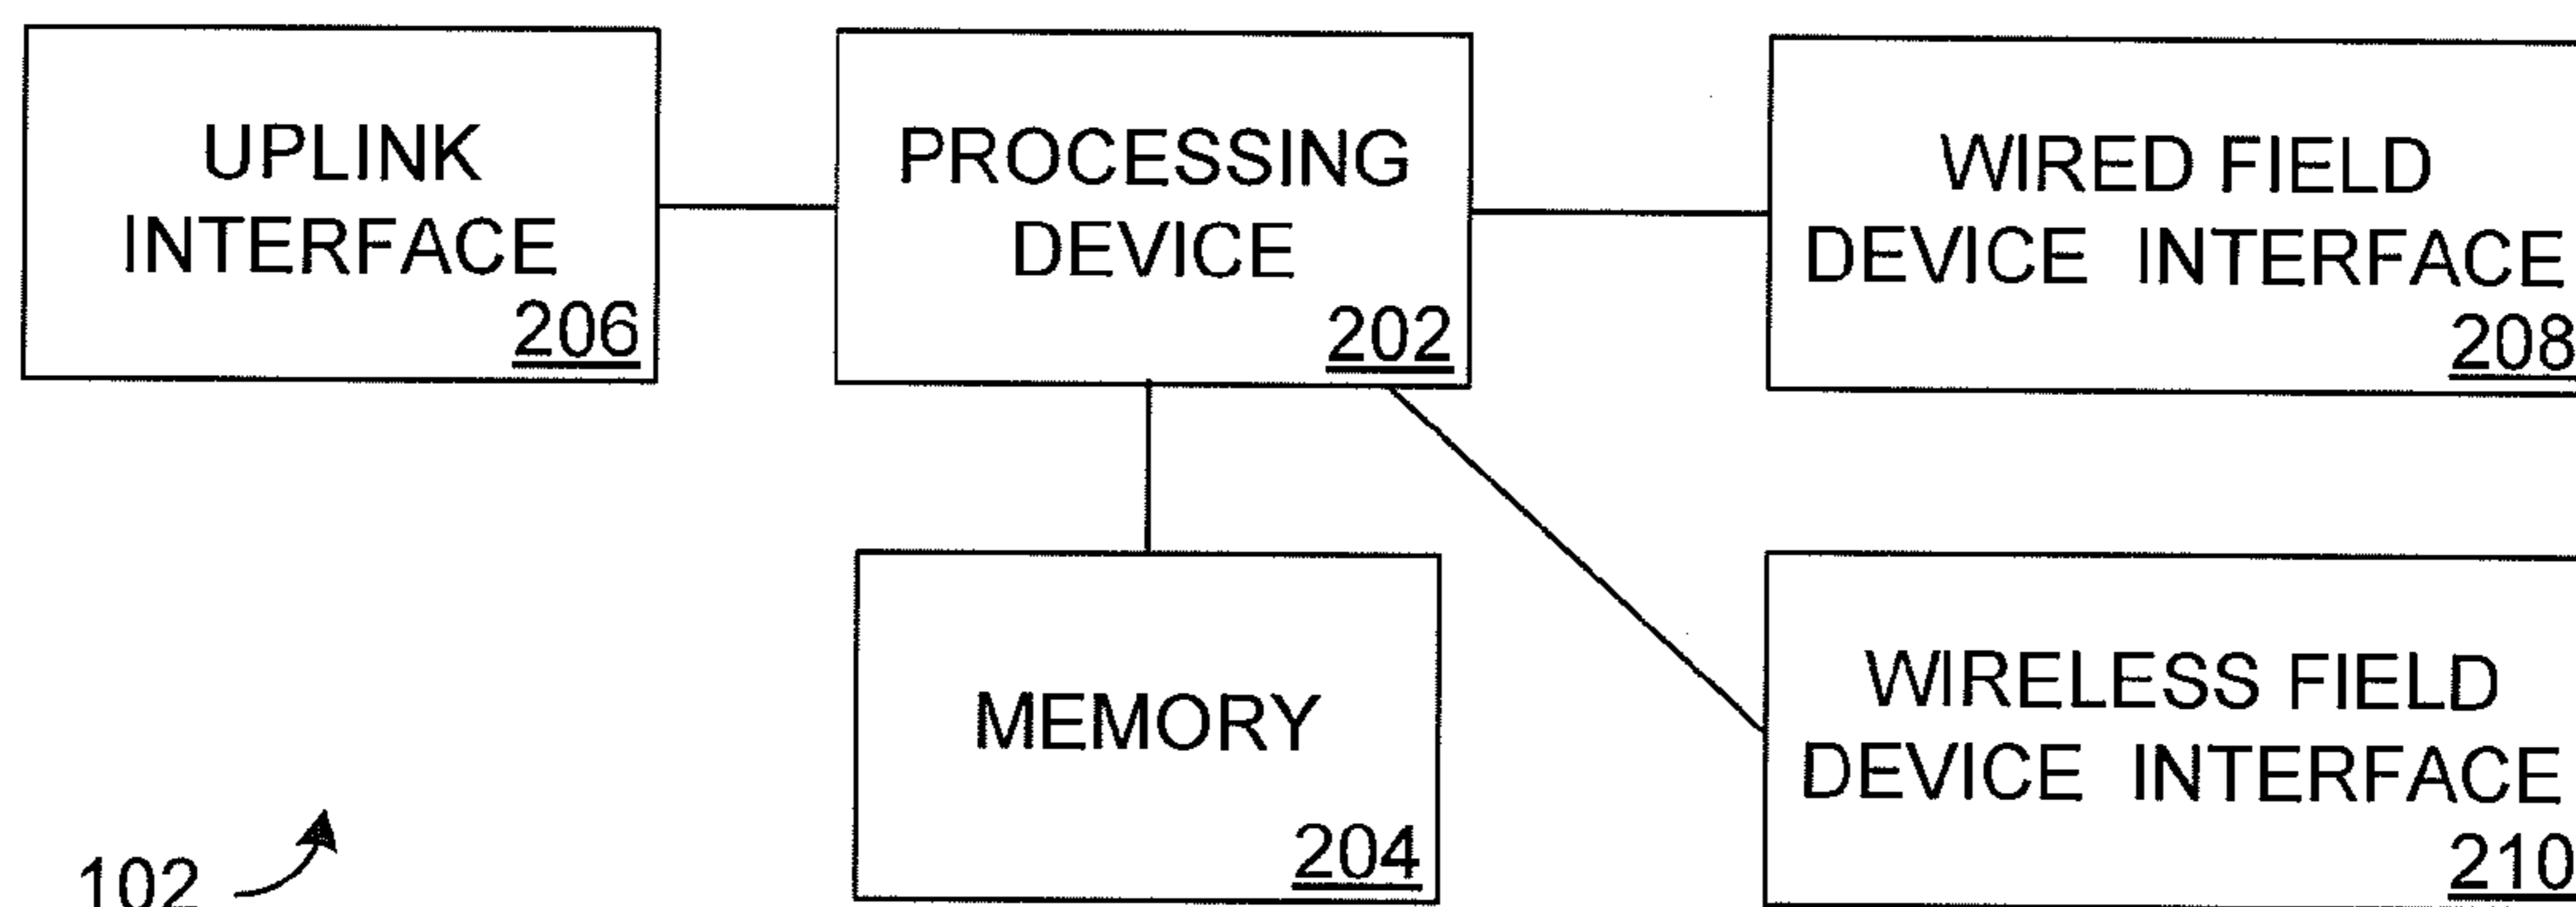 UPLINK
INTERFACE
206
PROCESSING
DEVICE
202
WIRED FIELD
DEVICE INTERFACE
208
MEMORY
204
WIRELESS FIELD
DEVICE INTERFACE
210
102